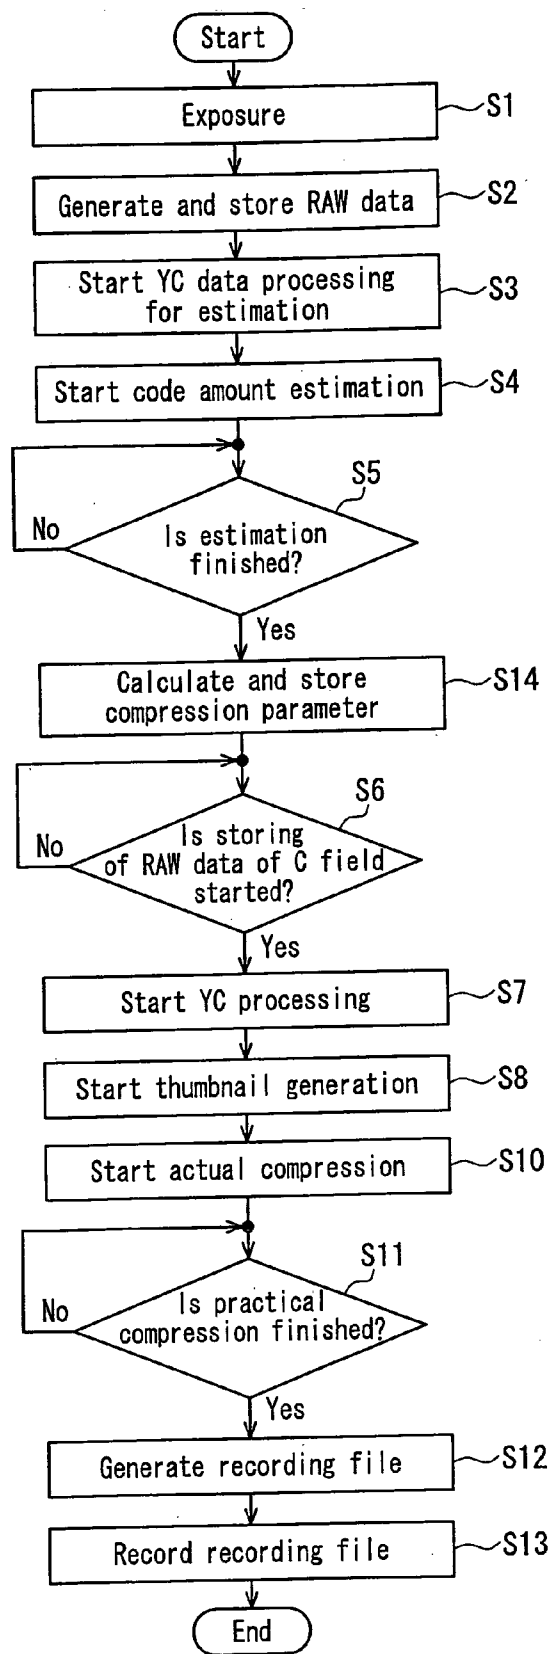 Start
Exposure
S1
Generate and store RAW data
S2
Start YC data processing
for estimation
S3
Start code amount estimation
S4
S5
Is estimation
finished?
No
Yes
Calculate and store
compression parameter
S14
S6
Is storing
of RAW data of C field
started?
No
Yes
Start YC processing
S7
Start thumbnail generation
S8
Start actual compression
S10
S11
Is practical
compression finished?
No
Yes
Generate recording file
S12
Record recording file
S13
End